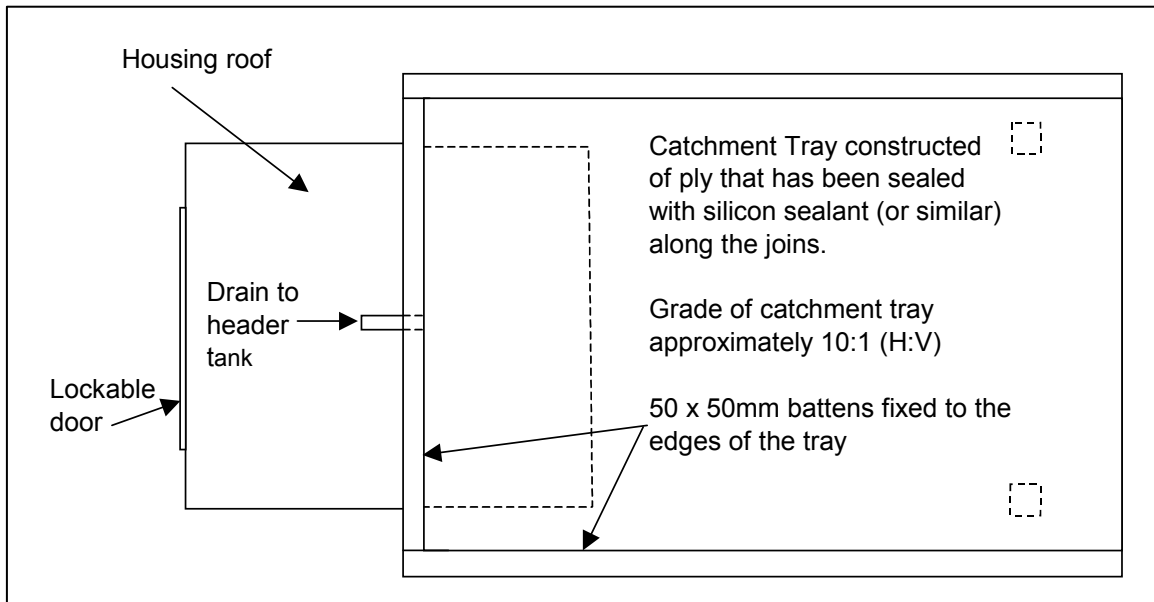 Housing roof
Catchment Tray constructed
of ply that has been sealed
with silicon sealant (or similar)
along the joins.
Drain to
header
tank
Grade of catchment tray
approximately 10:1 (H:V)
Lockable
door
50 x 50mm battens fixed to the
edges of the tray